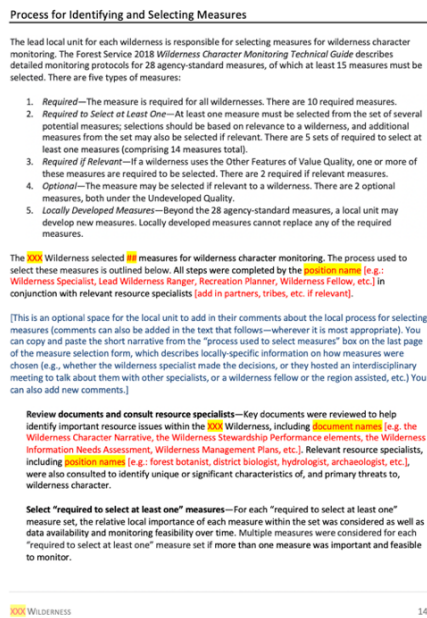 Process for Identifying and Selecting Measures
The lead local unit for each wilderness is responsible for selecting measures for wilderness character
monitoring. The Forest Service 2018 Wilderness Character Monitoring Technical Guide describes
detailed monitoring protocols for 28 agency-standard measures, of which at least 15 measures must be
selected. There are five types of measures:
1. Required—The measure is required for all wildernesses. There are 10 required measures.
2. Required to Select at Least One—At least one measure must be selected from the set of several
potential measures; selections should be based on relevance to a wilderness, and additional
measures from the set may also be selected if relevant. There are 5 sets of required to select at
least one measures (comprising 14 measures total).
3. Required if Relevant—If a wilderness uses the Other Features of Value Quality, one or more of
these measures are required to be selected. There are 2 required if relevant measures.
4. Optional—The measure may be selected if relevant to a wilderness. There are 2 optional
measures, both under the Undeveloped Quality.
5. Locally Developed Measures—Beyond the 28 agency-standard measures, a local unit may
develop new measures. Locally developed measures cannot replace any of the required
measures.
The XXX Wilderness selected ## measures for wilderness character monitoring. The process used to
select these measures is outlined below. All steps were completed by the position name [e.g.:
Wilderness Specialist, Lead Wilderness Ranger, Recreation Planner, Wilderness Fellow, etc.] in
conjunction with relevant resource specialists [add in partners, tribes, etc. if relevant].
[This is an optional space for the local unit to add in their comments about the local process for selecting
measures (comments can also be added in the text that follows—wherever it is most appropriate). You
can copy and paste the short narrative from the "process used to select measures" box on the last page
of the measure selection form, which describes locally-specific information on how measures were
chosen (e.g., whether the wilderness specialist made the decisions, or they hosted an interdisciplinary
meeting to talk about them with other specialists, or a wilderness fellow or the region assisted, etc.) You
can also add new comments.]
Review documents and consult resource specialists—Key documents were reviewed to help
identify important resource issues within the XXX Wilderness, including document names [e.g. the
Wilderness Character Narrative, the Wilderness Stewardship Performance elements, the Wilderness
Information Needs Assessment, Wilderness Management Plans, etc.]. Relevant resource specialists,
including position names [e.g.: forest botanist, district biologist, hydrologist, archaeologist, etc.],
were also consulted to identify unique or significant characteristics of, and primary threats to,
wilderness character.
Select "required to select at least one" measures—For each "required to select at least one"
measure set, the relative local importance of each measure within the set was considered as well as
data availability and monitoring feasibility over time. Multiple measures were considered for each
"required to select at least one" measure set if more than one measure was important and feasible
to monitor.
XXX WILDERNESS 14